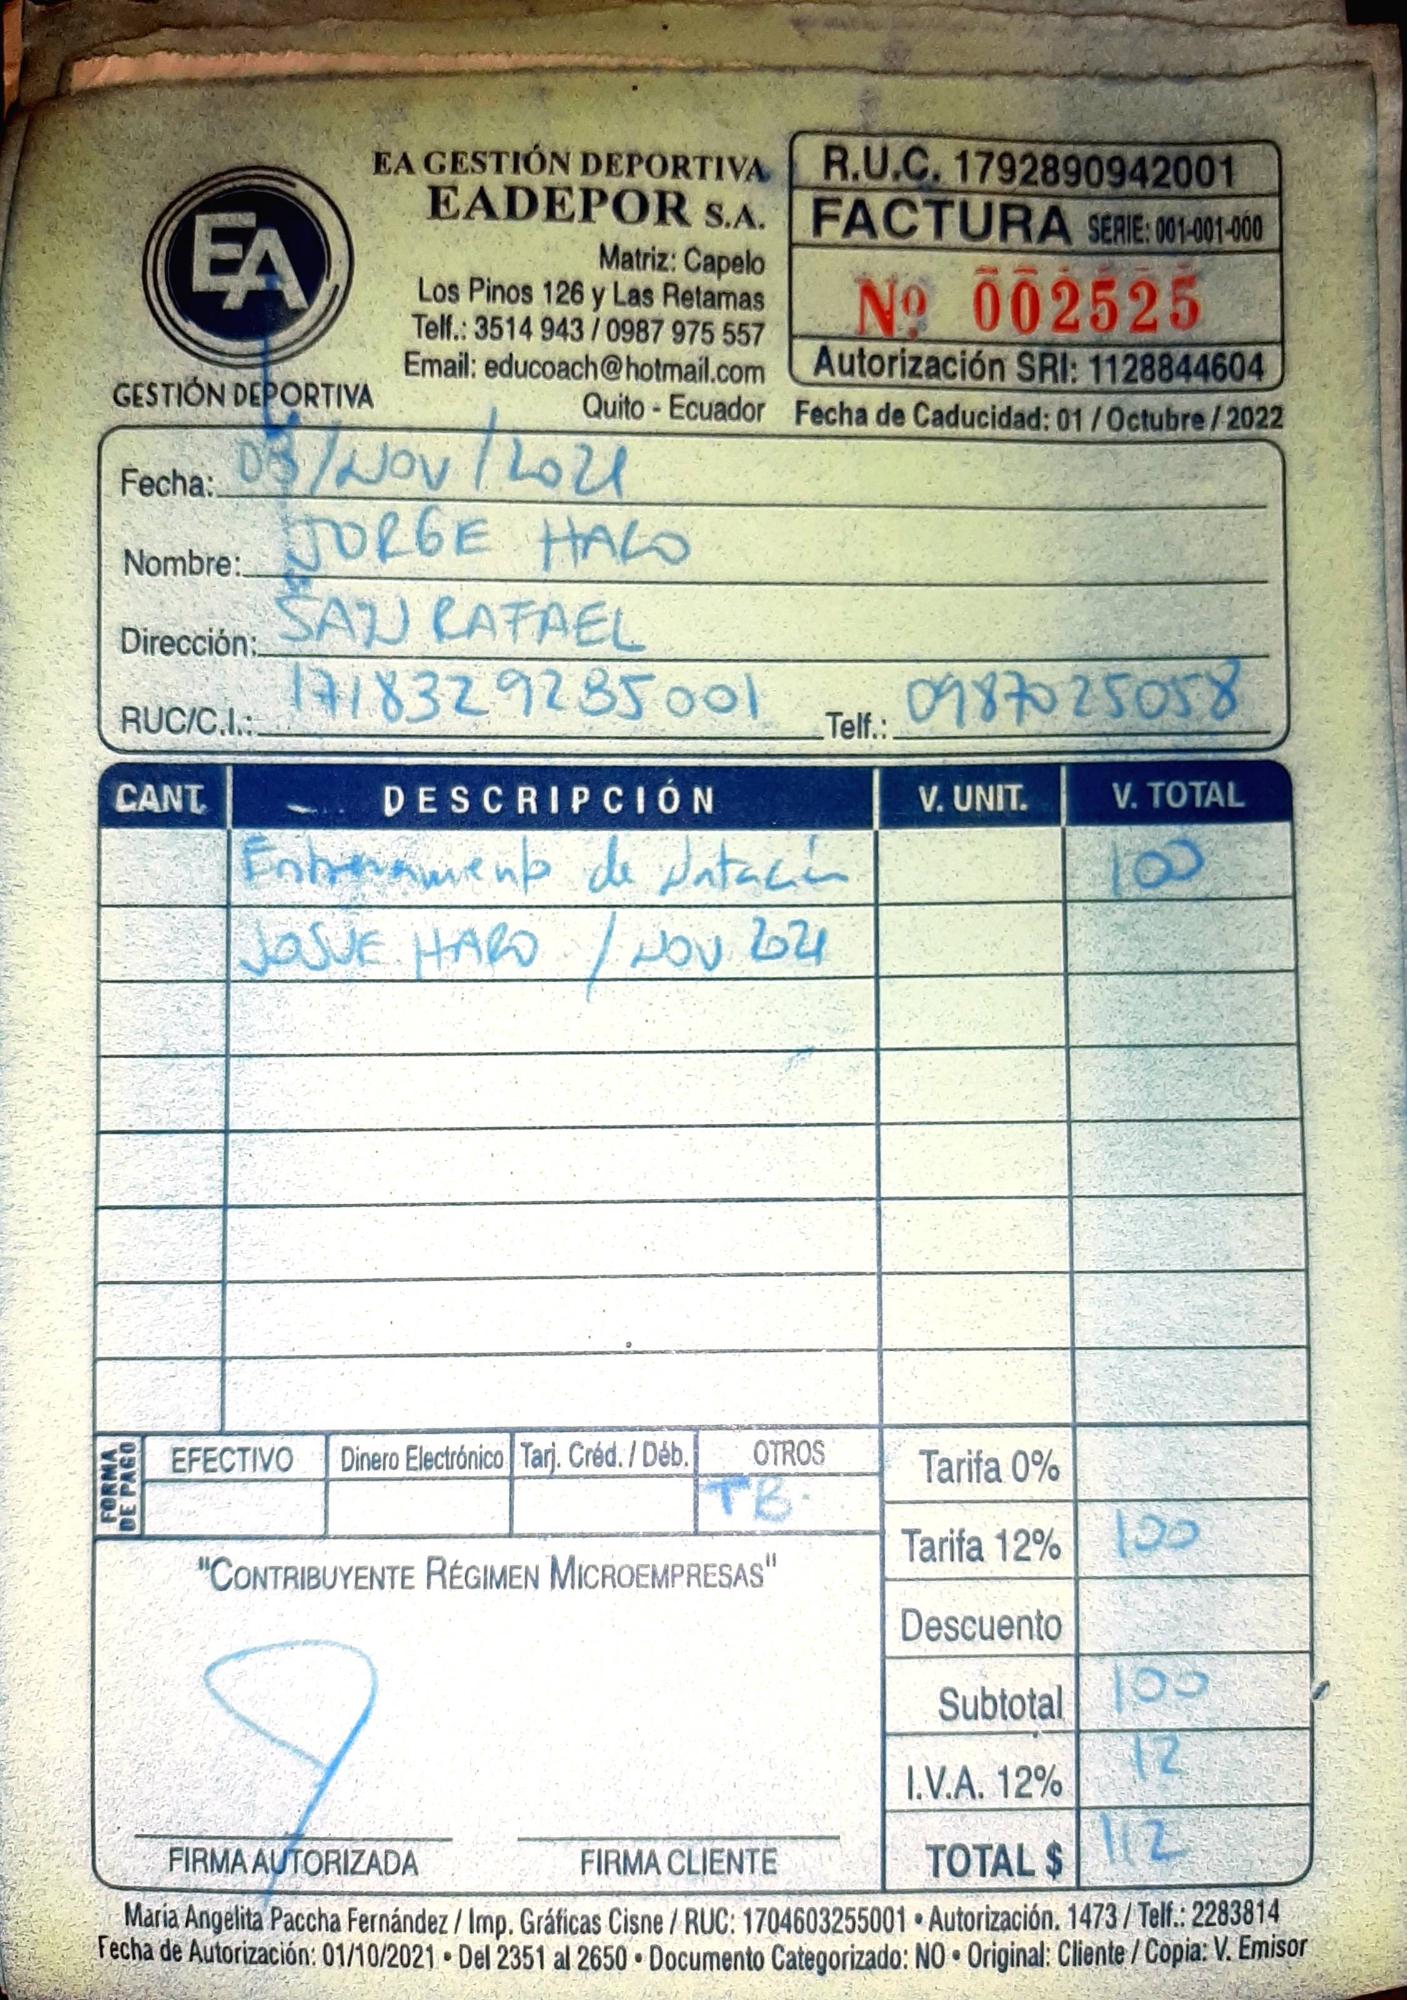 EA
GESTIÓN DEPORTIVA
EA GESTIÓN DEPORTIVA
EADEPOR S.A.
Matriz: Capelo
Los Pinos 126 y Las Retamas
Telf.: 3514 943 / 0987 975 557
Email: educoach@hotmail.com
Quito - Ecuador
R.U.C. 1792890942001
FACTURA SERIE: 001-001-000
Nº 002525
Autorización SRI: 1128844604
Fecha de Caducidad: 01 / Octubre / 2022
Fecha: 03/NOV/2021
Nombre: JORGE HARO
Dirección: SAN RAFAEL
RUC/C.I.: 1718329285001 Telf.: 0987025058
CANT. DESCRIPCIÓN V. UNIT. V. TOTAL
Entrenamiento de Natación 100
JOSUE HARO / NOV 2021
FORMA DE PAGO
EFECTIVO Dinero Electrónico Tarj. Créd. / Déb. OTROS
TB.
Tarifa 0%
Tarifa 12% 100
Descuento
Subtotal 100
I.V.A. 12% 12
TOTAL $ 112
"CONTRIBUYENTE RÉGIMEN MICROEMPRESAS"
FIRMA AUTORIZADA FIRMA CLIENTE
María Angélita Paccha Fernández / Imp. Gráficas Cisne / RUC: 1704603255001 • Autorización. 1473 / Telf.: 2283814
Fecha de Autorización: 01/10/2021 • Del 2351 al 2650 • Documento Categorizado: NO • Original: Cliente / Copia: V. Emisor